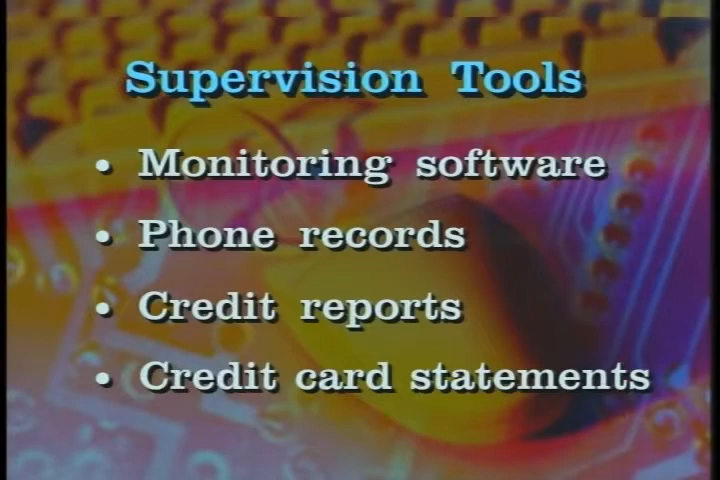 Supervision Tools
• Monitoring software
• Phone records
• Credit reports
• Credit card statements